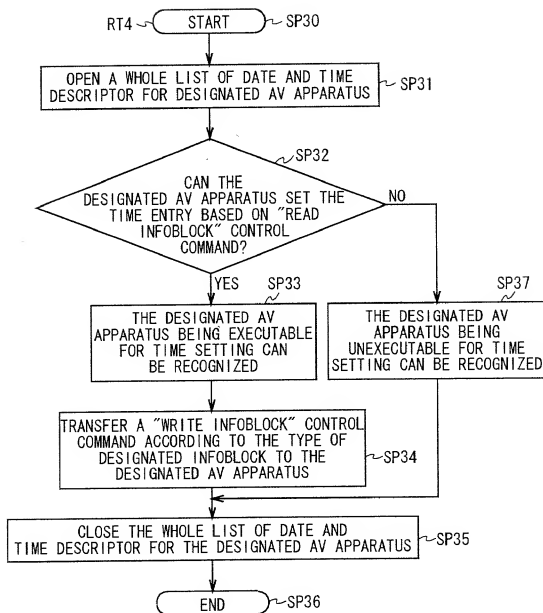 RT4
START
SP30
OPEN A WHOLE LIST OF DATE AND TIME
DESCRIPTOR FOR DESIGNATED AV APPARATUS
SP31
SP32
CAN THE
DESIGNATED AV APPARATUS SET THE
TIME ENTRY BASED ON "READ
INFOBLOCK" CONTROL
COMMAND?
NO
YES
SP33
THE DESIGNATED AV
APPARATUS BEING EXECUTABLE
FOR TIME SETTING CAN
BE RECOGNIZED
SP37
THE DESIGNATED AV
APPARATUS BEING
UNEXECUTABLE FOR TIME
SETTING CAN BE RECOGNIZED
TRANSFER A "WRITE INFOBLOCK" CONTROL
COMMAND ACCORDING TO THE TYPE OF
DESIGNATED INFOBLOCK TO THE
DESIGNATED AV APPARATUS
SP34
CLOSE THE WHOLE LIST OF DATE AND
TIME DESCRIPTOR FOR THE DESIGNATED AV APPARATUS
SP35
END
SP36